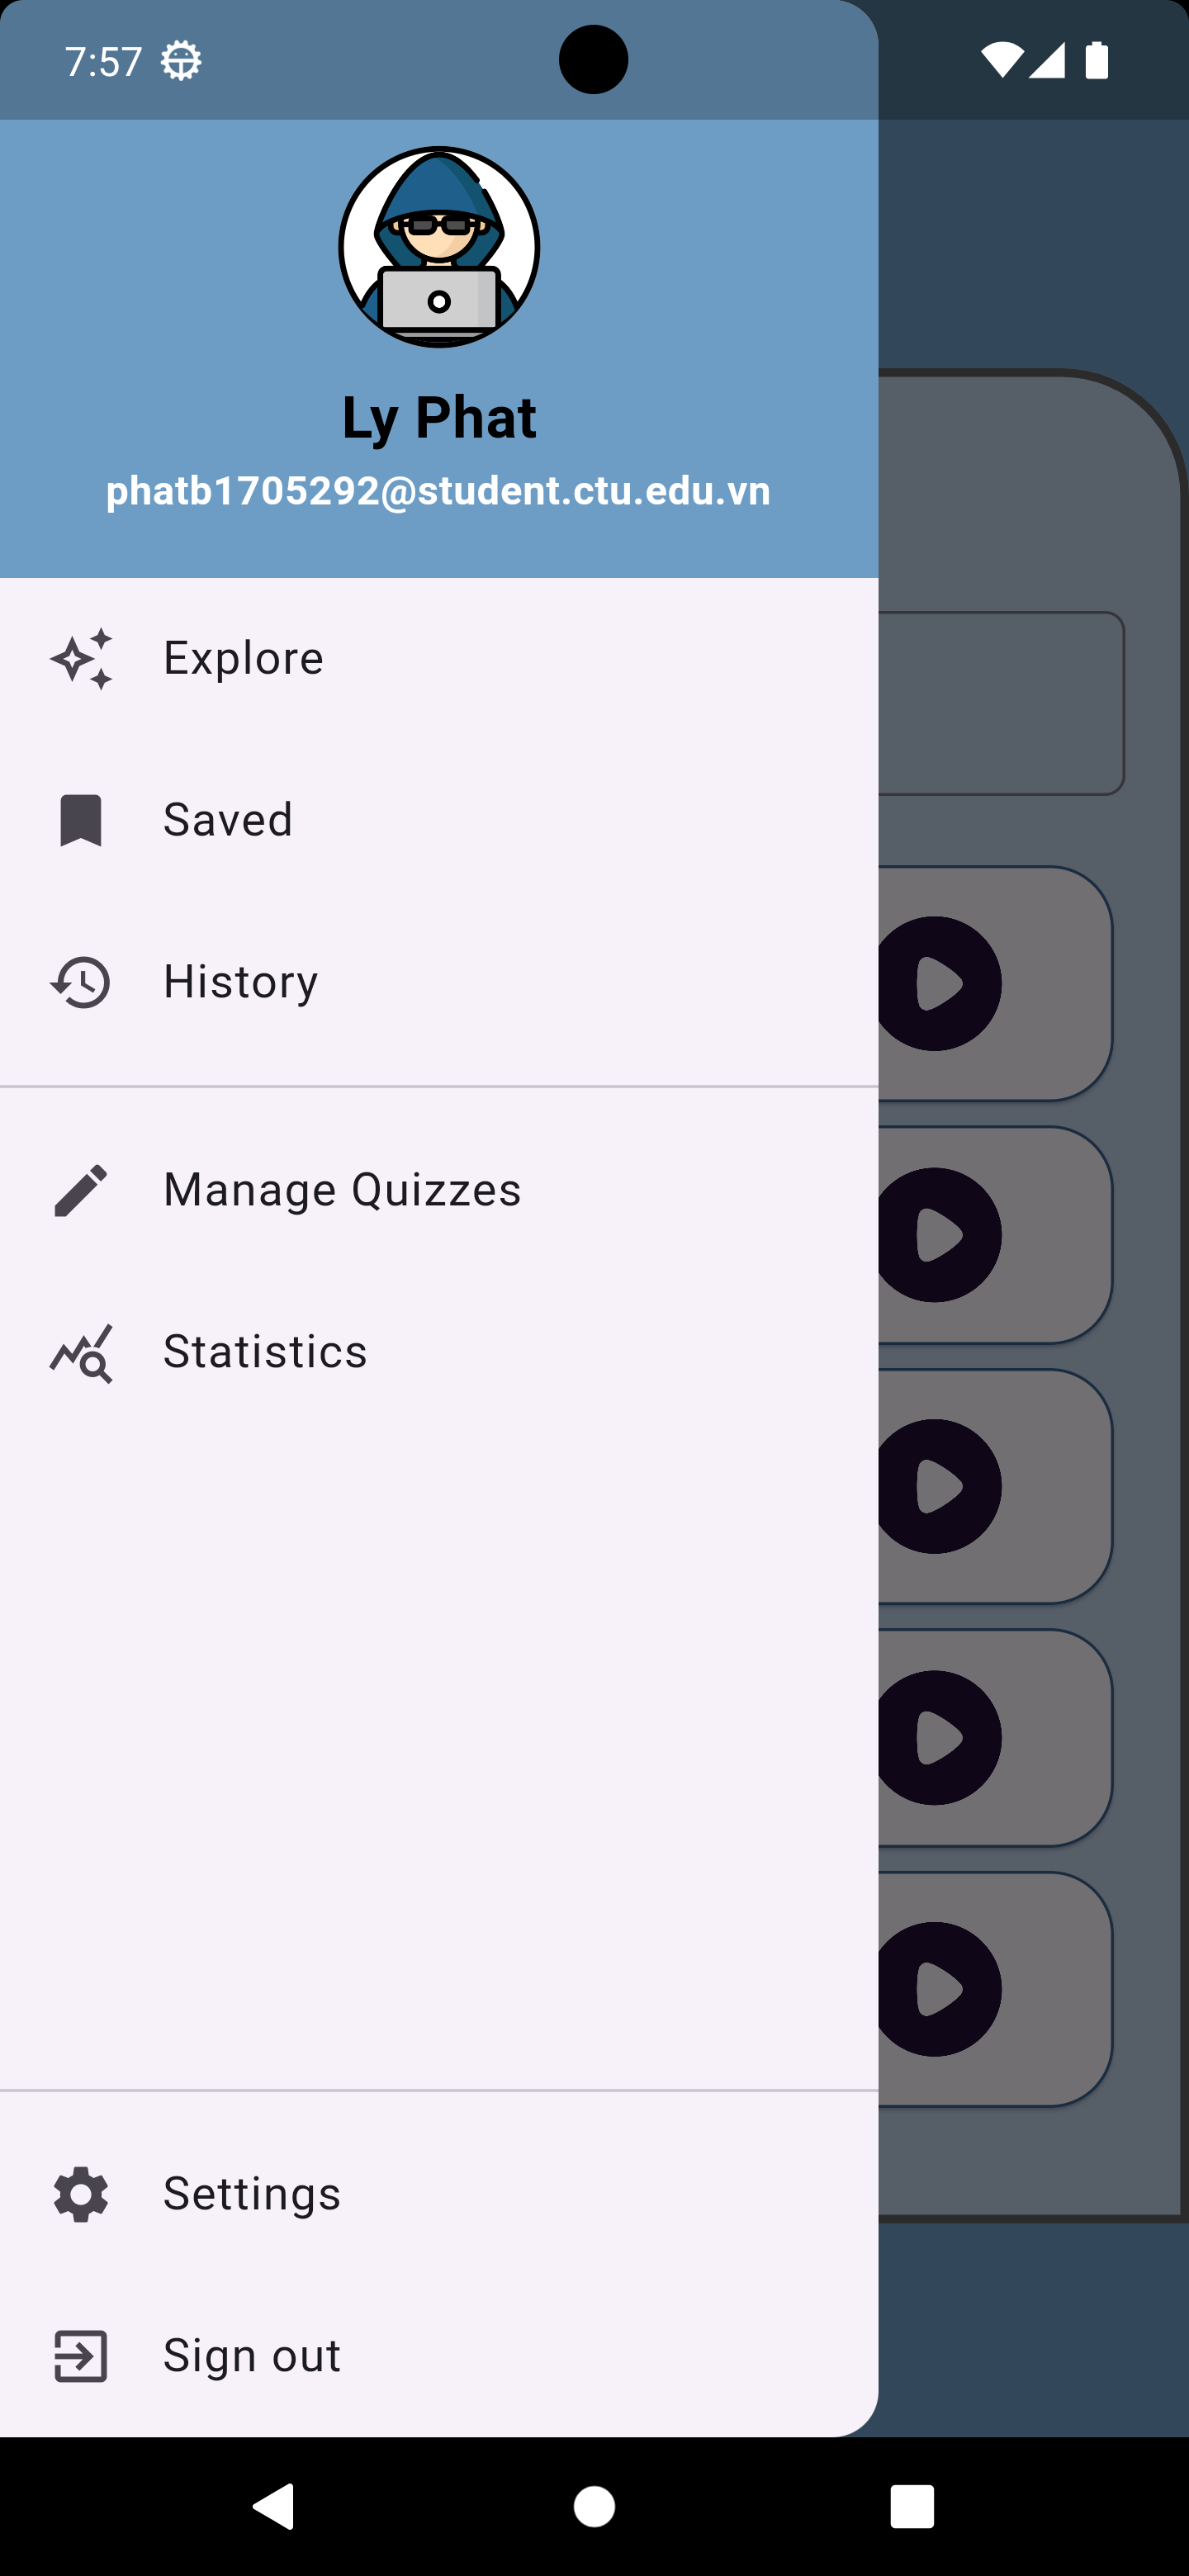 7:57
Ly Phat
phatb1705292@student.ctu.edu.vn
Explore
Saved
History
Manage Quizzes
Statistics
Settings
Sign out